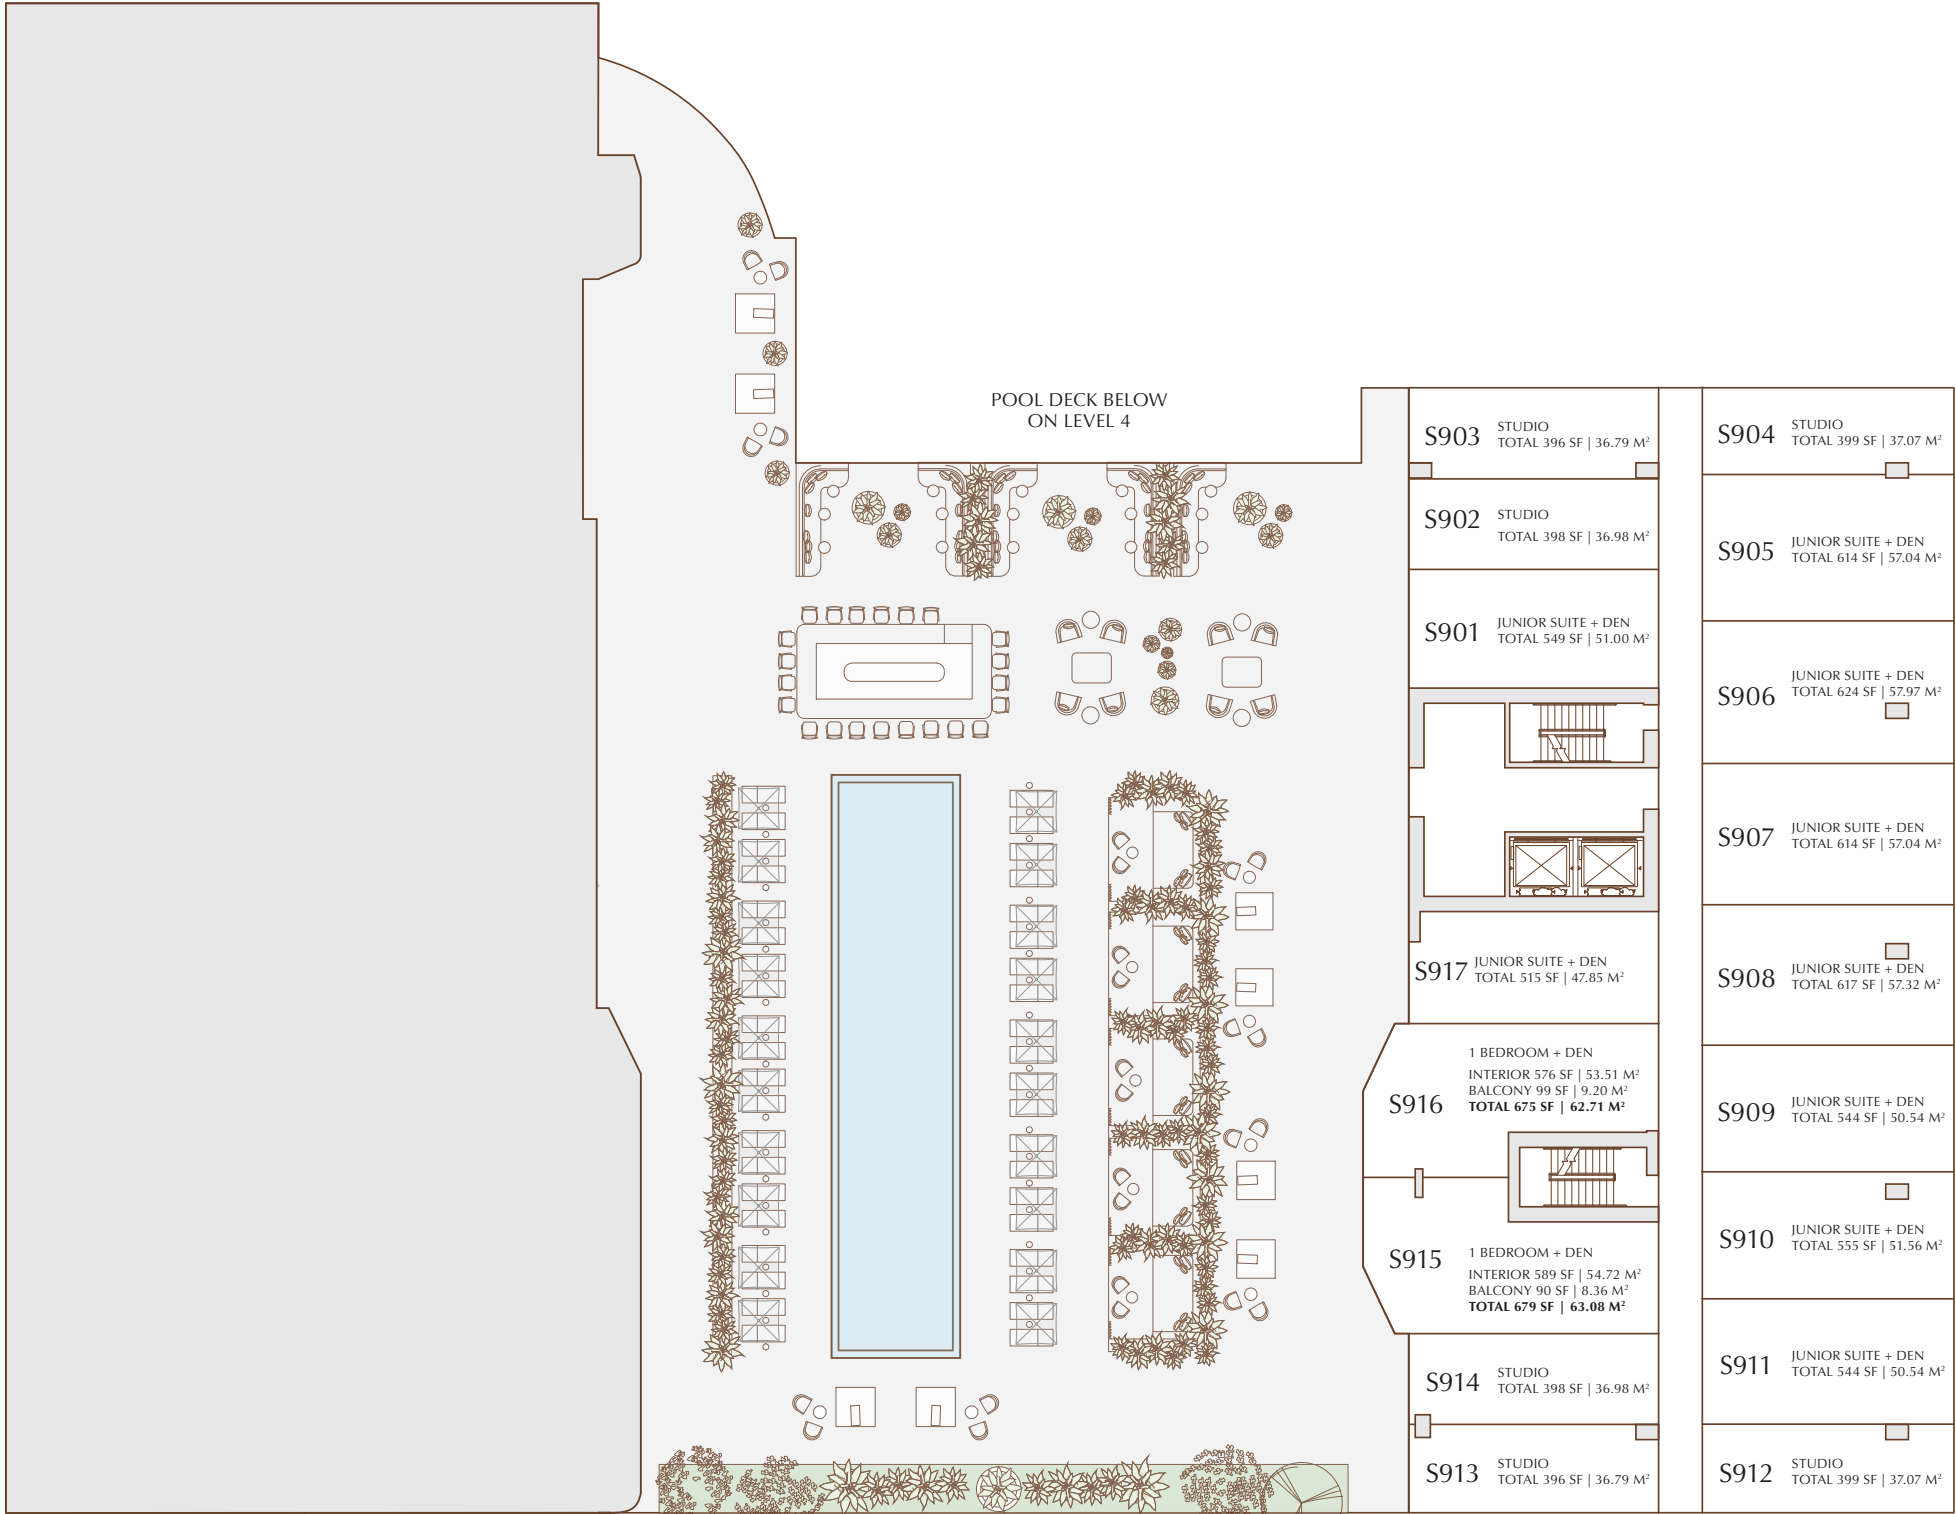 POOL DECK BELOW
ON LEVEL 4
S903
STUDIO
TOTAL 396 SF | 36.79 M²
S902
STUDIO
TOTAL 398 SF | 36.98 M²
S901
JUNIOR SUITE + DEN
TOTAL 549 SF | 51.00 M²
S917
JUNIOR SUITE + DEN
TOTAL 515 SF | 47.85 M²
S916
1 BEDROOM + DEN
INTERIOR 576 SF | 53.51 M²
BALCONY 99 SF | 9.20 M²
TOTAL 675 SF | 62.71 M²
S915
1 BEDROOM + DEN
INTERIOR 589 SF | 54.72 M²
BALCONY 90 SF | 8.36 M²
TOTAL 679 SF | 63.08 M²
S914
STUDIO
TOTAL 398 SF | 36.98 M²
S913
STUDIO
TOTAL 396 SF | 36.79 M²
S904
STUDIO
TOTAL 399 SF | 37.07 M²
S905
JUNIOR SUITE + DEN
TOTAL 614 SF | 57.04 M²
S906
JUNIOR SUITE + DEN
TOTAL 624 SF | 57.97 M²
S907
JUNIOR SUITE + DEN
TOTAL 614 SF | 57.04 M²
S908
JUNIOR SUITE + DEN
TOTAL 617 SF | 57.32 M²
S909
JUNIOR SUITE + DEN
TOTAL 544 SF | 50.54 M²
S910
JUNIOR SUITE + DEN
TOTAL 555 SF | 51.56 M²
S911
JUNIOR SUITE + DEN
TOTAL 544 SF | 50.54 M²
S912
STUDIO
TOTAL 399 SF | 37.07 M²